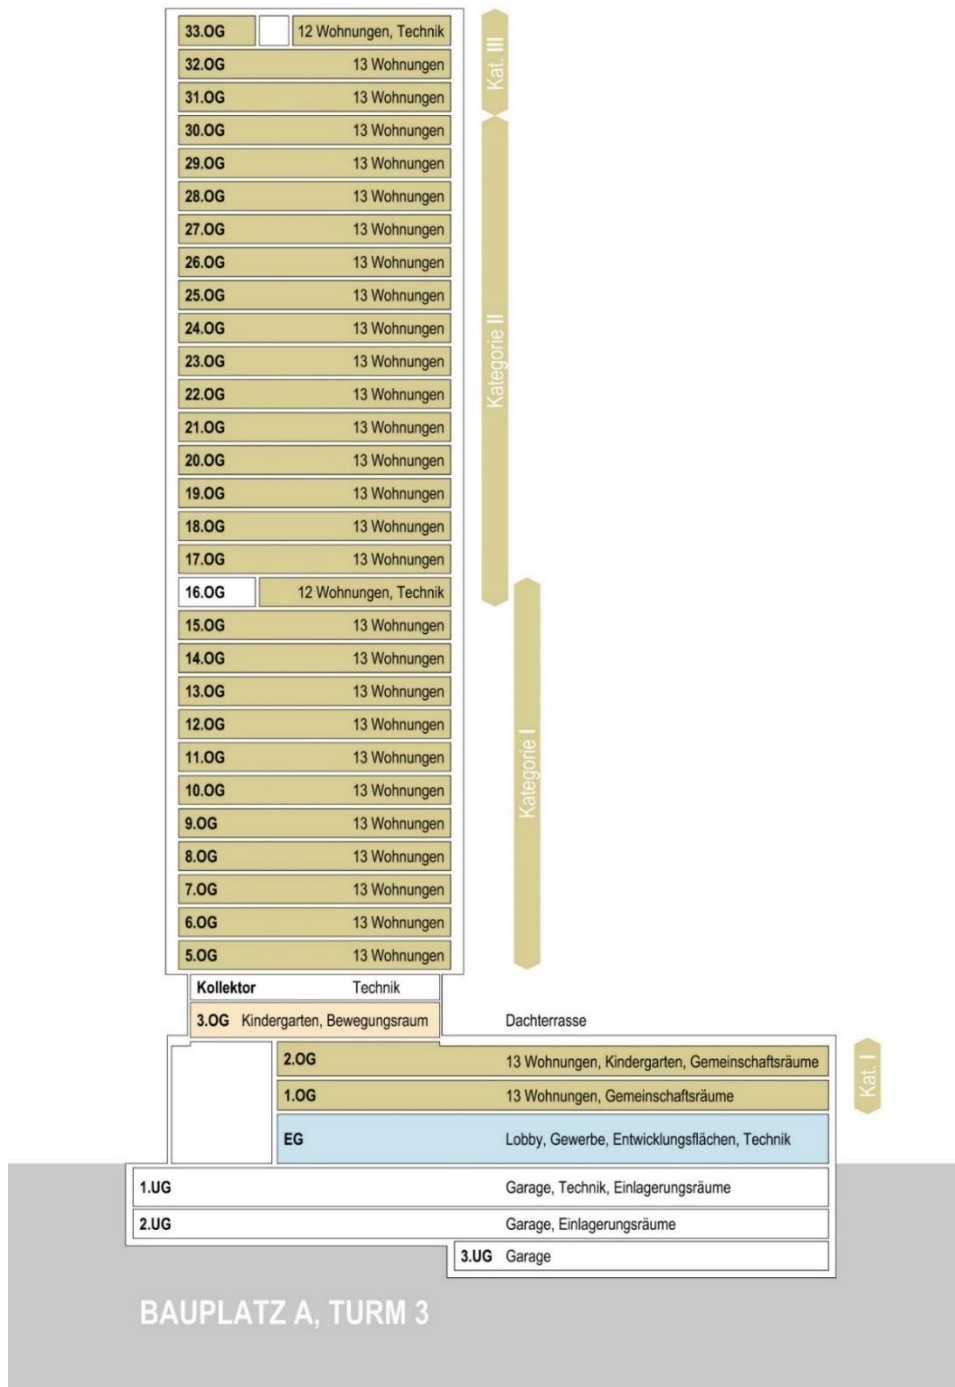 33.OG 12 Wohnungen, Technik
32.OG 13 Wohnungen
31.OG 13 Wohnungen
Kat. III
30.OG 13 Wohnungen
29.OG 13 Wohnungen
28.OG 13 Wohnungen
27.OG 13 Wohnungen
26.OG 13 Wohnungen
25.OG 13 Wohnungen
24.OG 13 Wohnungen
23.OG 13 Wohnungen
22.OG 13 Wohnungen
21.OG 13 Wohnungen
20.OG 13 Wohnungen
19.OG 13 Wohnungen
18.OG 13 Wohnungen
17.OG 13 Wohnungen
16.OG 12 Wohnungen, Technik
Kategorie II
15.OG 13 Wohnungen
14.OG 13 Wohnungen
13.OG 13 Wohnungen
12.OG 13 Wohnungen
11.OG 13 Wohnungen
10.OG 13 Wohnungen
9.OG 13 Wohnungen
8.OG 13 Wohnungen
7.OG 13 Wohnungen
6.OG 13 Wohnungen
5.OG 13 Wohnungen
Kategorie I
Kollektor Technik
3.OG Kindergarten, Bewegungsraum Dachterrasse
2.OG 13 Wohnungen, Kindergarten, Gemeinschaftsräume
1.OG 13 Wohnungen, Gemeinschaftsräume
Kat. I
EG Lobby, Gewerbe, Entwicklungsflächen, Technik
1.UG Garage, Technik, Einlagerungsräume
2.UG Garage, Einlagerungsräume
3.UG Garage
BAUPLATZ A, TURM 3